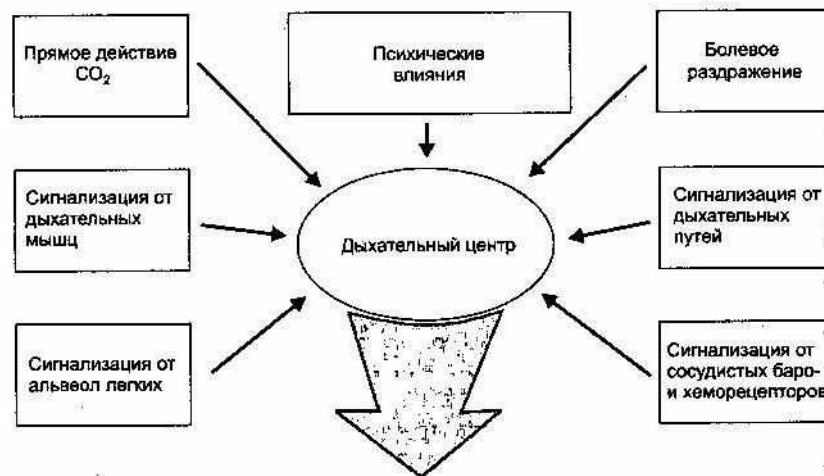 Прямое действие
CO₂
Психические
влияния
Болевое
раздражение
Сигнализация от
дыхательных
мышц
Дыхательный центр
Сигнализация от
дыхательных
путей
Сигнализация от
альвеол легких
Сигнализация от
сосудистых баро-
и хеморецепторов